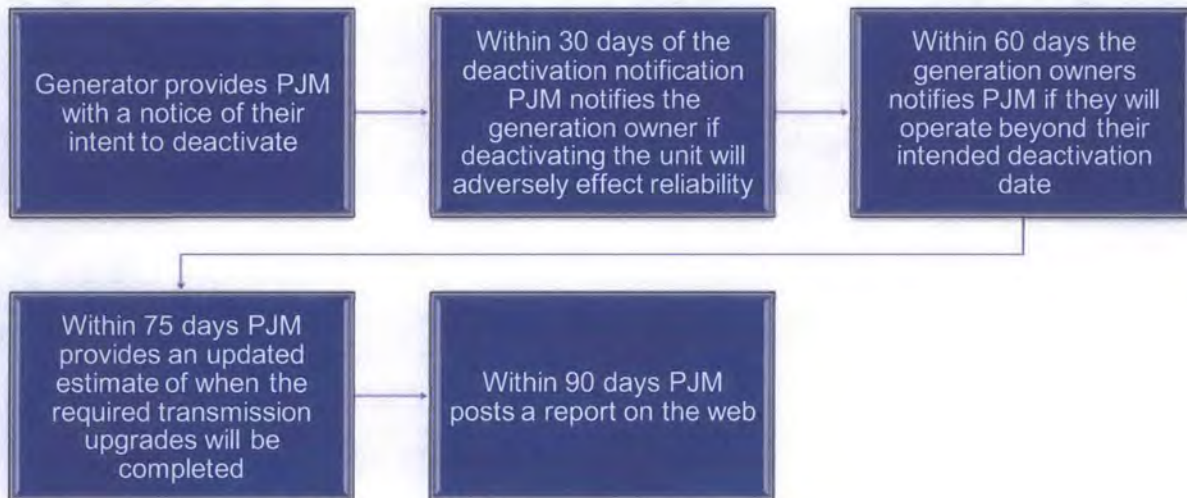 Generator provides PJM
with a notice of their
intent to deactivate
Within 30 days of the
deactivation notification
PJM notifies the
generation owner if
deactivating the unit will
adversely effect reliability
Within 60 days the
generation owners
notifies PJM if they will
operate beyond their
intended deactivation
date
Within 75 days PJM
provides an updated
estimate of when the
required transmission
upgrades will be
completed
Within 90 days PJM
posts a report on the web